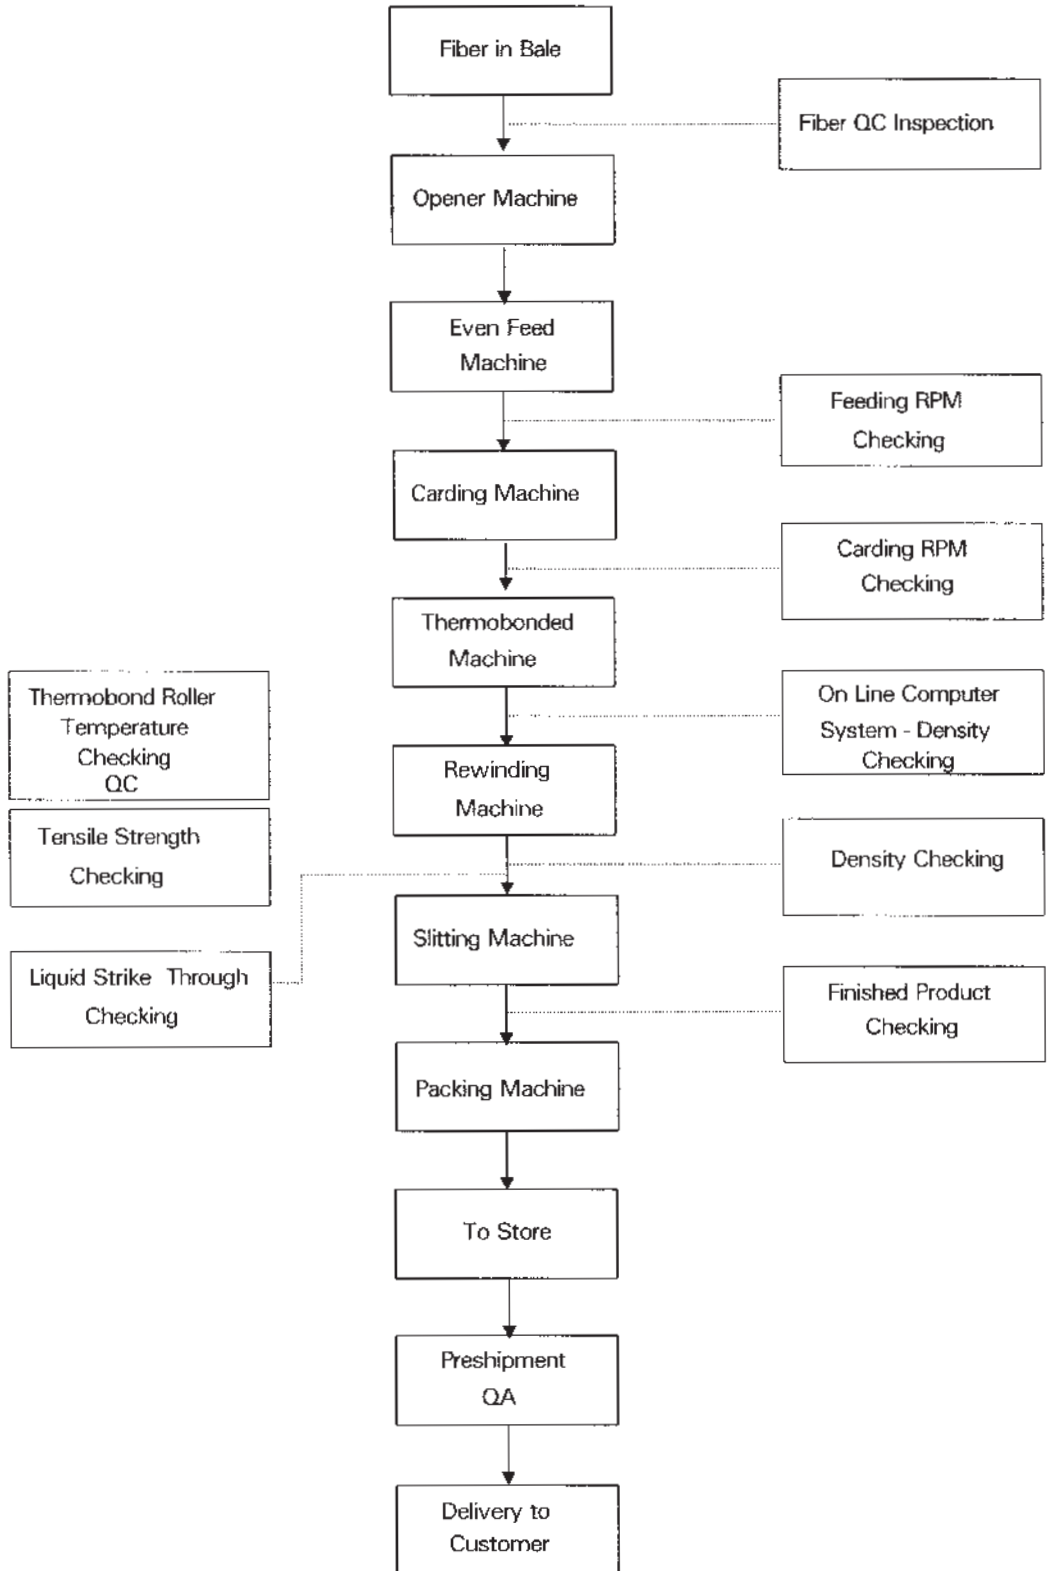 Fiber in Bale
Fiber QC Inspection
Opener Machine
Even Feed
Machine
Feeding RPM
Checking
Carding Machine
Carding RPM
Checking
Thermobonded
Machine
Thermobond Roller
Temperature
Checking
QC
On Line Computer
System - Density
Checking
Rewinding
Machine
Tensile Strength
Checking
Density Checking
Slitting Machine
Liquid Strike Through
Checking
Finished Product
Checking
Packing Machine
To Store
Preshipment
QA
Delivery to
Customer